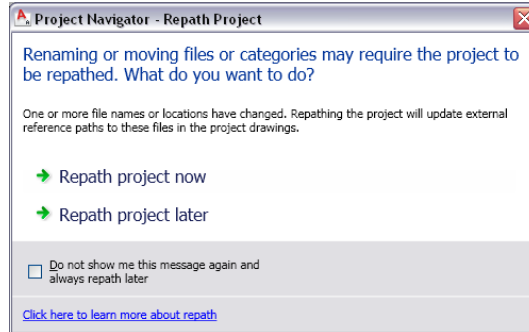 Project Navigator - Repath Project
Renaming or moving files or categories may require the project to
be repathed. What do you want to do?
One or more file names or locations have changed. Repathing the project will update external
reference paths to these files in the project drawings.
Repath project now
Repath project later
Do not show me this message again and
always repath later
Click here to learn more about repath